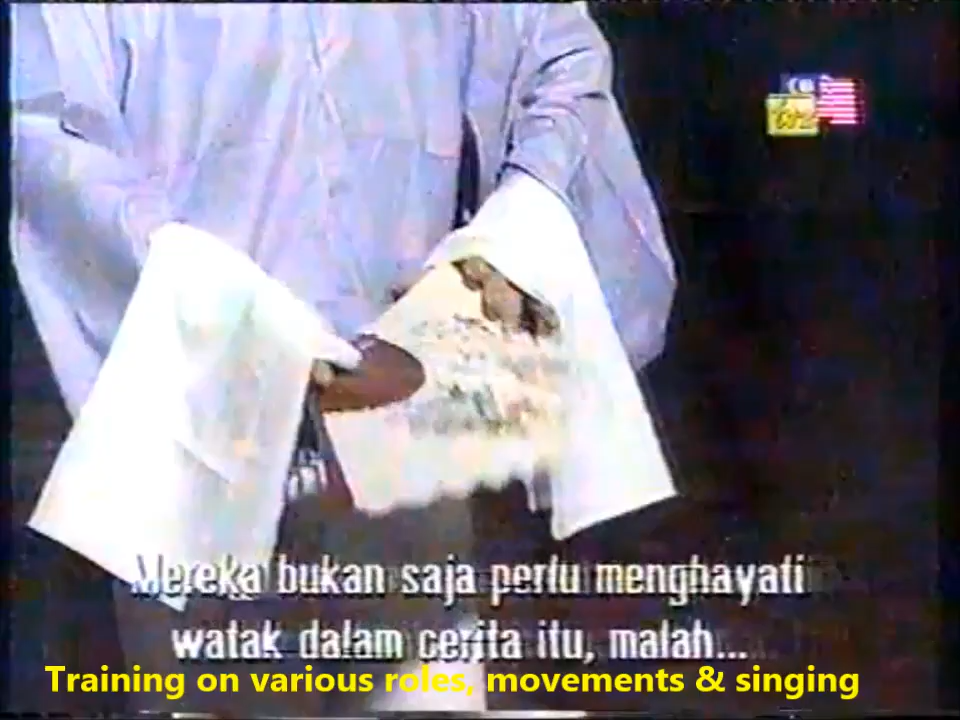 Mereka bukan saja perlu menghayati
watak dalam cerita itu, malah...
Training on various roles, movements & singing